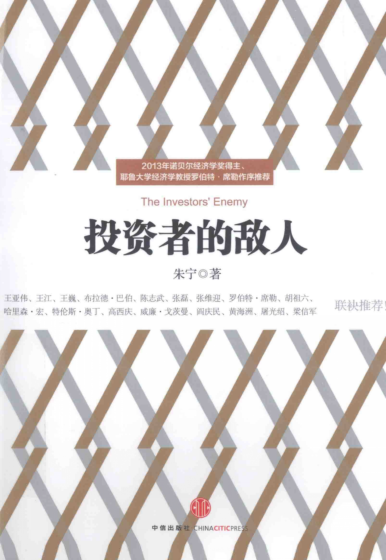 2013年诺贝尔经济学奖得主、
耶鲁大学经济学教授罗伯特·席勒作序推荐
The Investors' Enemy
投资者的敌人
朱宁◎著
王亚伟、王江、王巍、布拉德·巴伯、陈志武、张磊、张维迎、罗伯特·席勒、胡祖六、
哈里森·宏、特伦斯·奥丁、高西庆、威廉·戈茨曼、阎庆民、黄海洲、屠光绍、梁信军
联袂推荐
中信出版社·CHINACITICPRESS